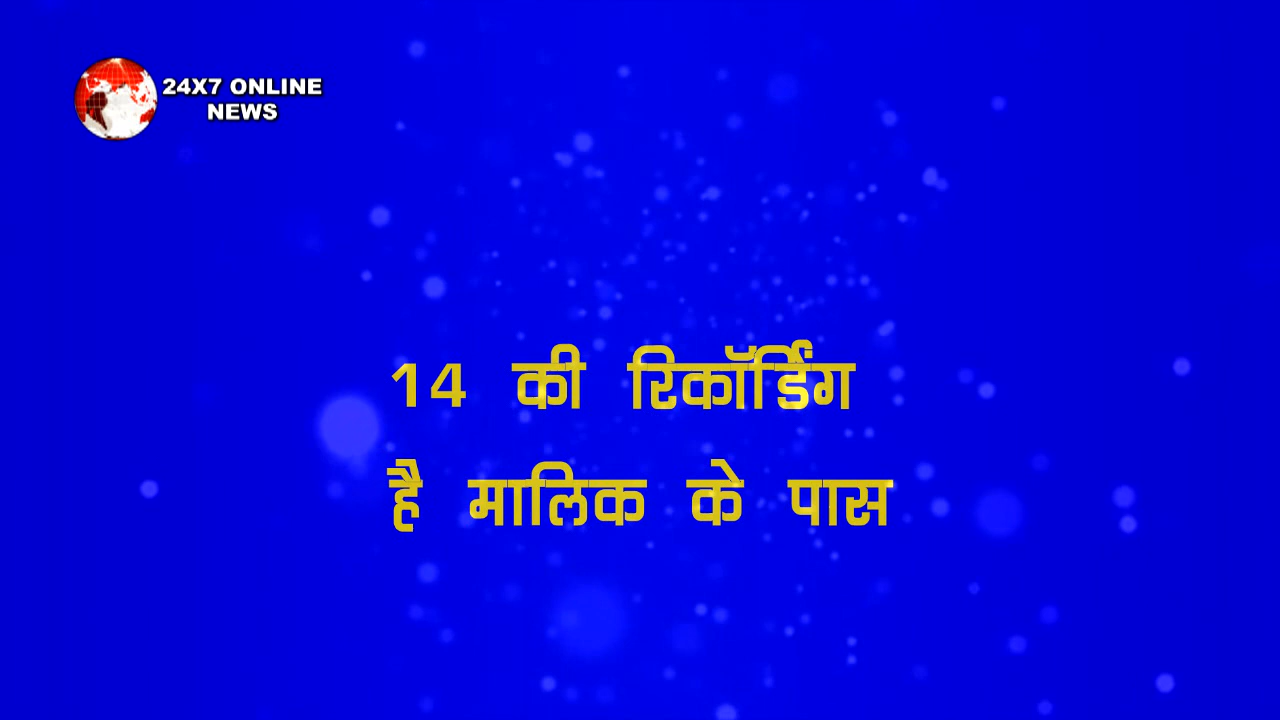 24X7 ONLINE
NEWS
14 की रिकॉर्डिंग
है मालिक के पास